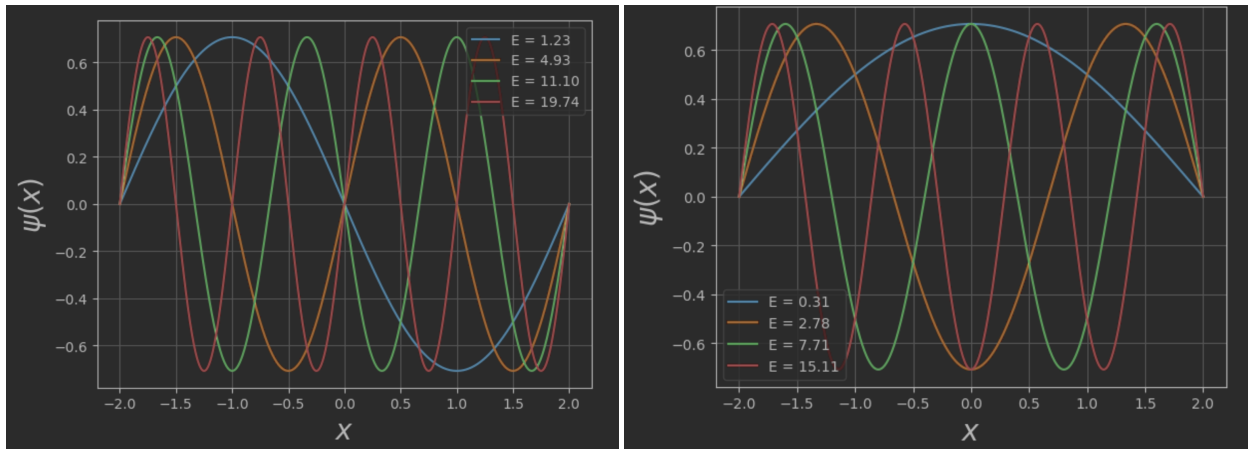 ψ(x)
0.6
0.4
0.2
0.0
−0.2
−0.4
−0.6
E = 1.23
E = 4.93
E = 11.10
E = 19.74
−2.0 −1.5 −1.0 −0.5 0.0 0.5 1.0 1.5 2.0
x
ψ(x)
0.6
0.4
0.2
0.0
−0.2
−0.4
−0.6
E = 0.31
E = 2.78
E = 7.71
E = 15.11
−2.0 −1.5 −1.0 −0.5 0.0 0.5 1.0 1.5 2.0
x